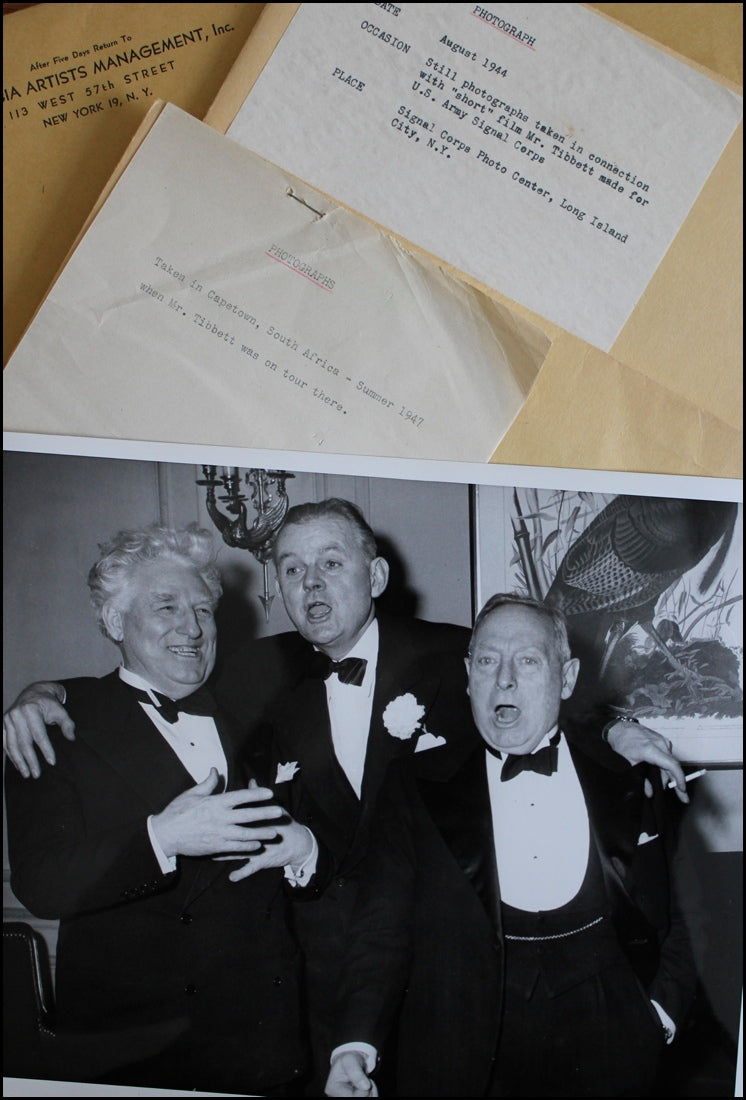 After Five Days Return To
IA ARTISTS MANAGEMENT, Inc.
113 WEST 57th STREET
NEW YORK 19, N. Y.
PHOTOGRAPH
DATE August 1944
OCCASION Still photographs taken in connection
with "short" film Mr. Tibbett made for
U.S. Army Signal Corps
PLACE Signal Corps Photo Center, Long Island
City, N.Y.
PHOTOGRAPHS
Taken in Capetown, South Africa - Summer 1947
when Mr. Tibbett was on tour there.